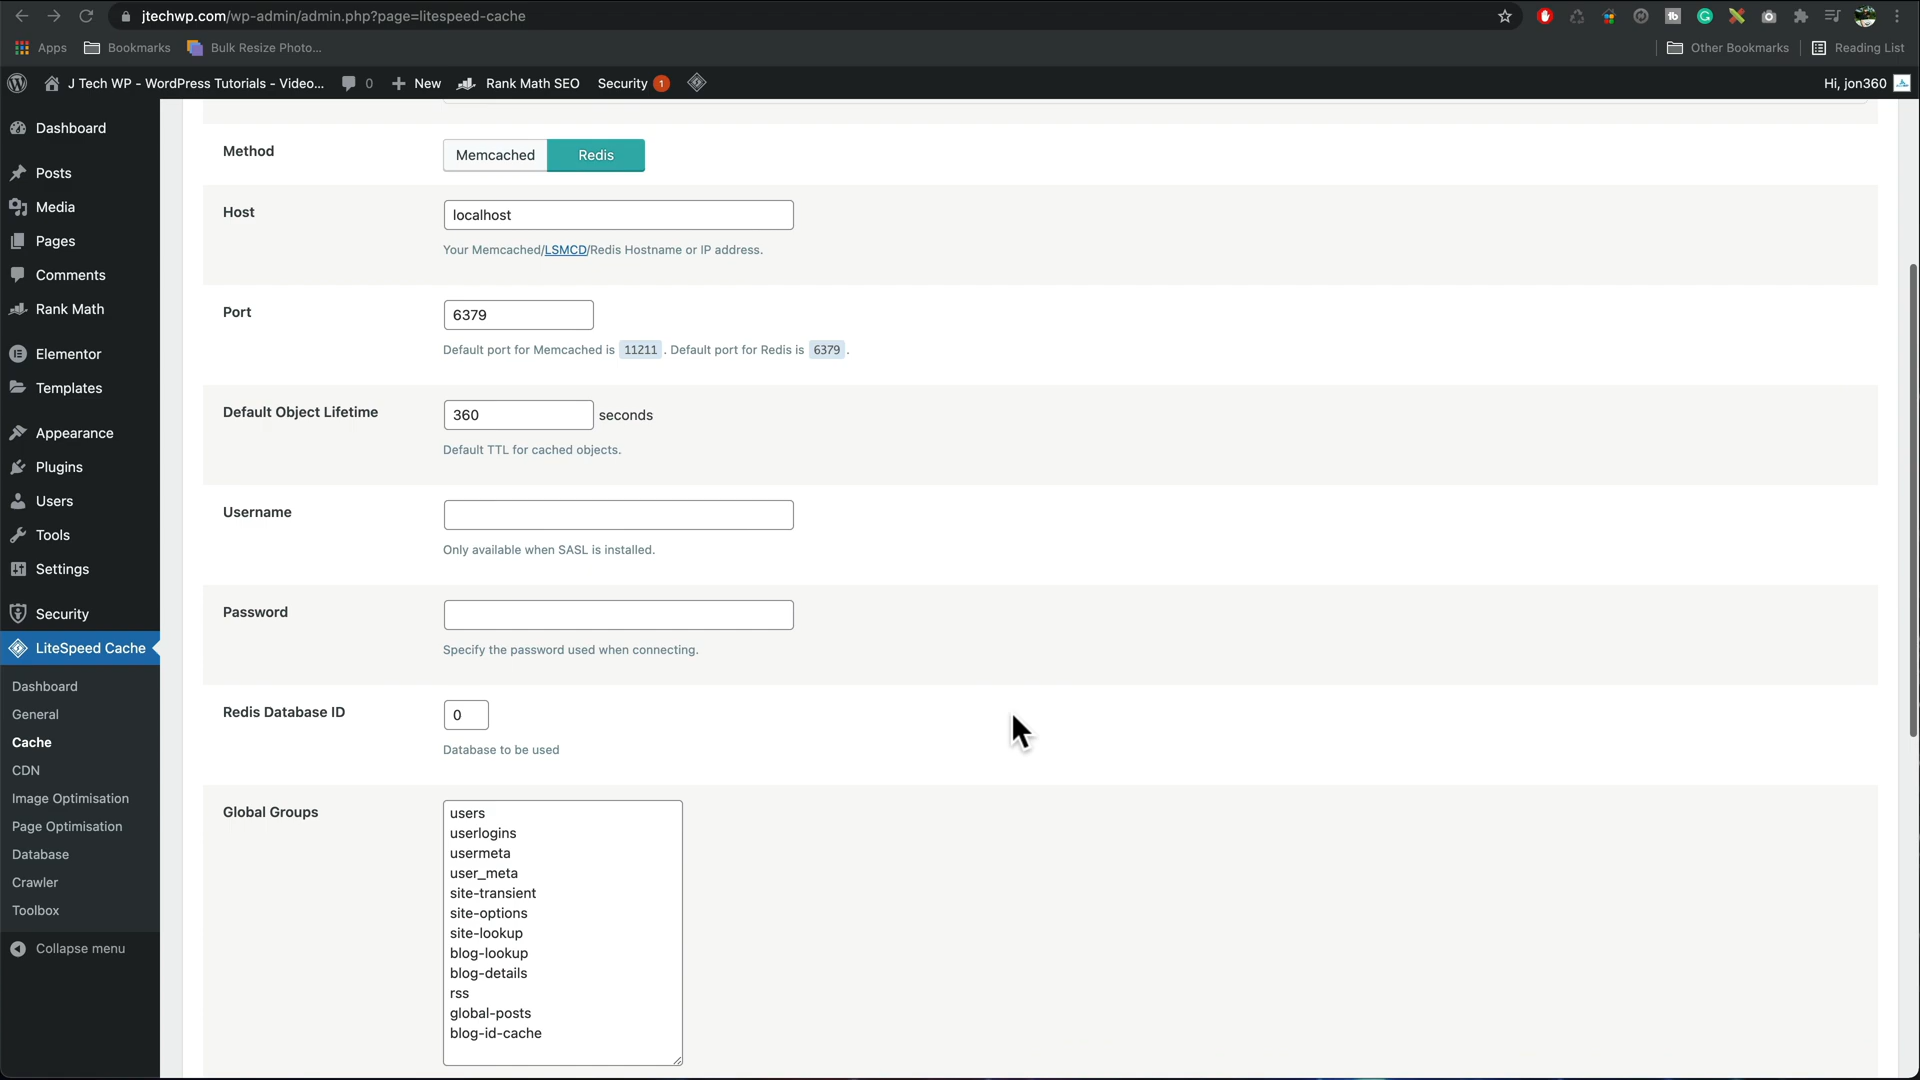 jtechwp.com/wp-admin/admin.php?page=litespeed-cache
Apps
Bookmarks
Bulk Resize Photo...
Other Bookmarks
Reading List
J Tech WP - WordPress Tutorials - Video...
0
New
Rank Math SEO
Security 1
Hi, jon360
Dashboard
Posts
Media
Pages
Comments
Rank Math
Elementor
Templates
Appearance
Plugins
Users
Tools
Settings
Security
LiteSpeed Cache
Dashboard
General
Cache
CDN
Image Optimisation
Page Optimisation
Database
Crawler
Toolbox
Collapse menu
Method
Memcached
Redis
Host
localhost
Your Memcached/LSMCD/Redis Hostname or IP address.
Port
6379
Default port for Memcached is 11211 . Default port for Redis is 6379 .
Default Object Lifetime
360 seconds
Default TTL for cached objects.
Username
Only available when SASL is installed.
Password
Specify the password used when connecting.
Redis Database ID
0
Database to be used
Global Groups
users
userlogins
usermeta
user_meta
site-transient
site-options
site-lookup
blog-lookup
blog-details
rss
global-posts
blog-id-cache